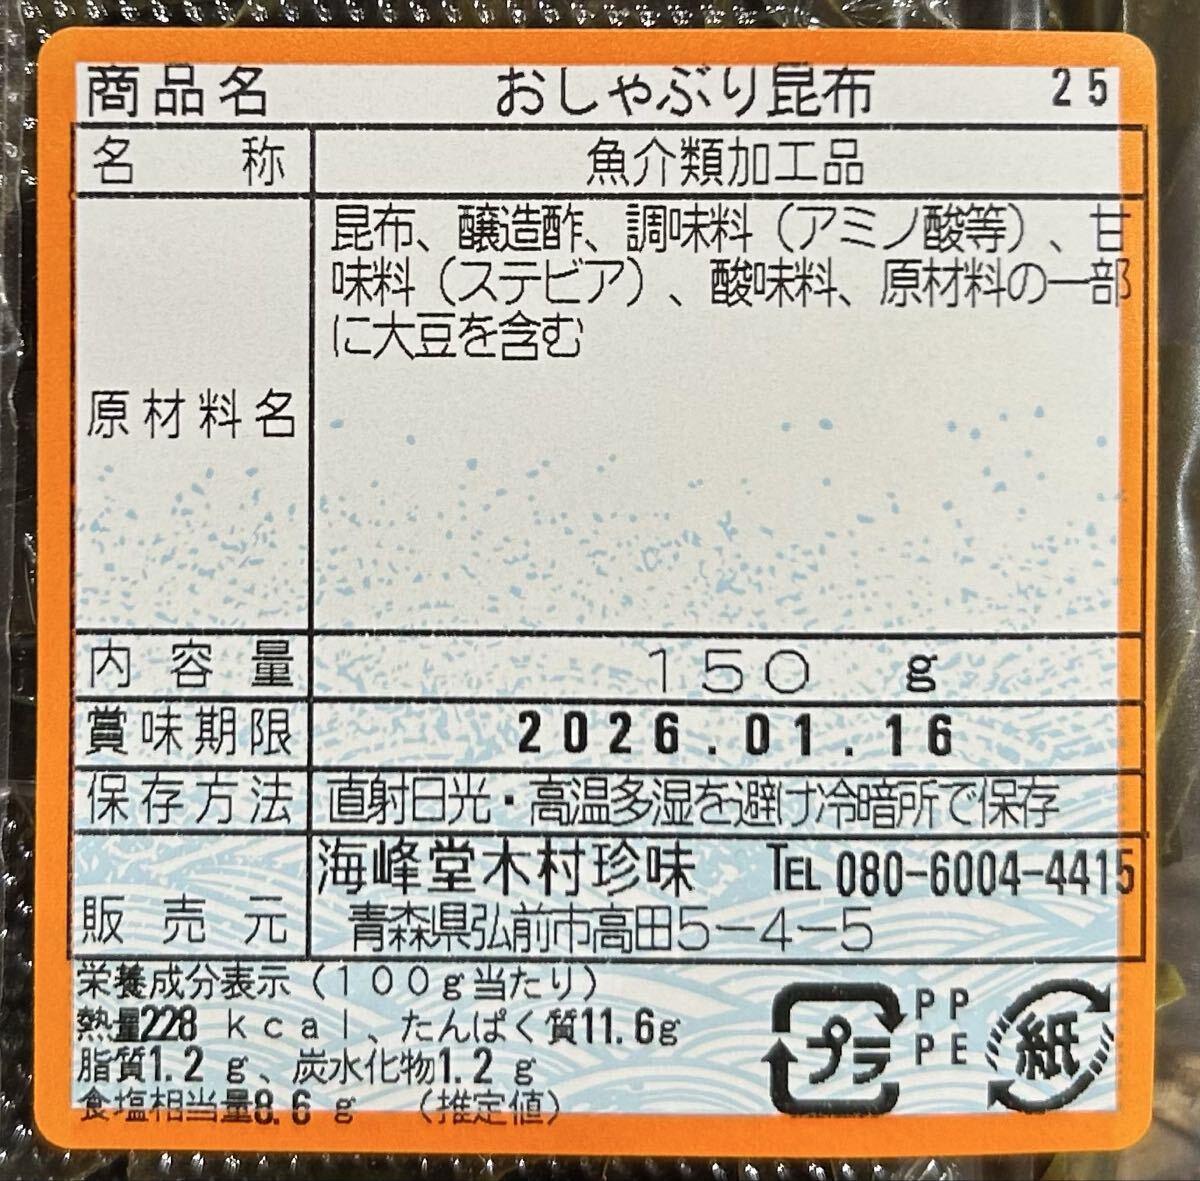 商品名 おしゃぶり昆布 25
名称 魚介類加工品
原材料名 昆布、醸造酢、調味料（アミノ酸等）、甘
味料（ステビア）、酸味料、原材料の一部
に大豆を含む
内容量 150 g
賞味期限 2026.01.16
保存方法 直射日光・高温多湿を避け冷暗所で保存
販売元 海峰堂木村珍味 TEL 080-6004-4415
青森県弘前市高田5-4-5
栄養成分表示（100g当たり）
熱量228 kcal、たんぱく質11.6g
脂質1.2g、炭水化物1.2g
食塩相当量8.6g （推定値）
プラ PP
PE
紙